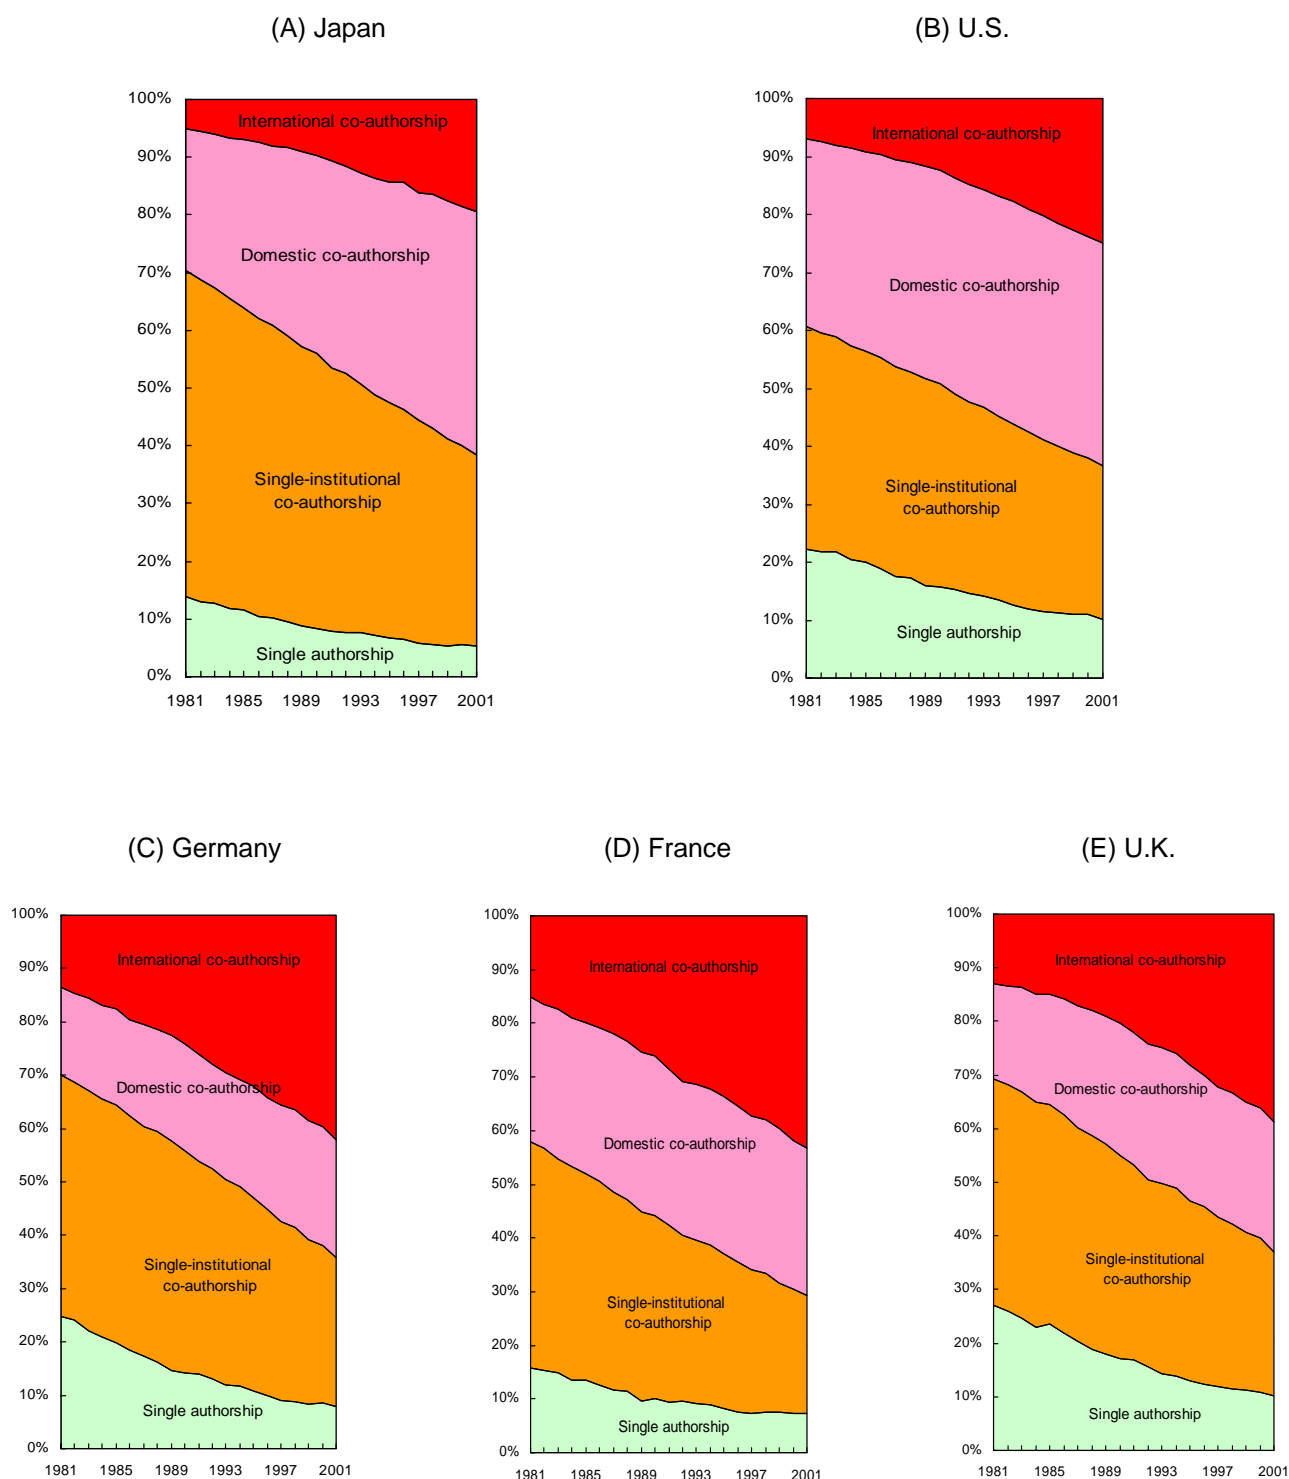 (A) Japan
100%
90%
80%
70%
60%
50%
40%
30%
20%
10%
0%
International co-authorship
Domestic co-authorship
Single-institutional
co-authorship
Single authorship
1981 1985 1989 1993 1997 2001
(B) U.S.
100%
90%
80%
70%
60%
50%
40%
30%
20%
10%
0%
International co-authorship
Domestic co-authorship
Single-institutional
co-authorship
Single authorship
1981 1985 1989 1993 1997 2001
(C) Germany
100%
90%
80%
70%
60%
50%
40%
30%
20%
10%
0%
International co-authorship
Domestic co-authorship
Single-institutional
co-authorship
Single authorship
1981 1985 1989 1993 1997 2001
(D) France
100%
90%
80%
70%
60%
50%
40%
30%
20%
10%
0%
International co-authorship
Domestic co-authorship
Single-institutional
co-authorship
Single authorship
1981 1985 1989 1993 1997 2001
(E) U.K.
100%
90%
80%
70%
60%
50%
40%
30%
20%
10%
0%
International co-authorship
Domestic co-authorship
Single-institutional
co-authorship
Single authorship
1981 1985 1989 1993 1997 2001